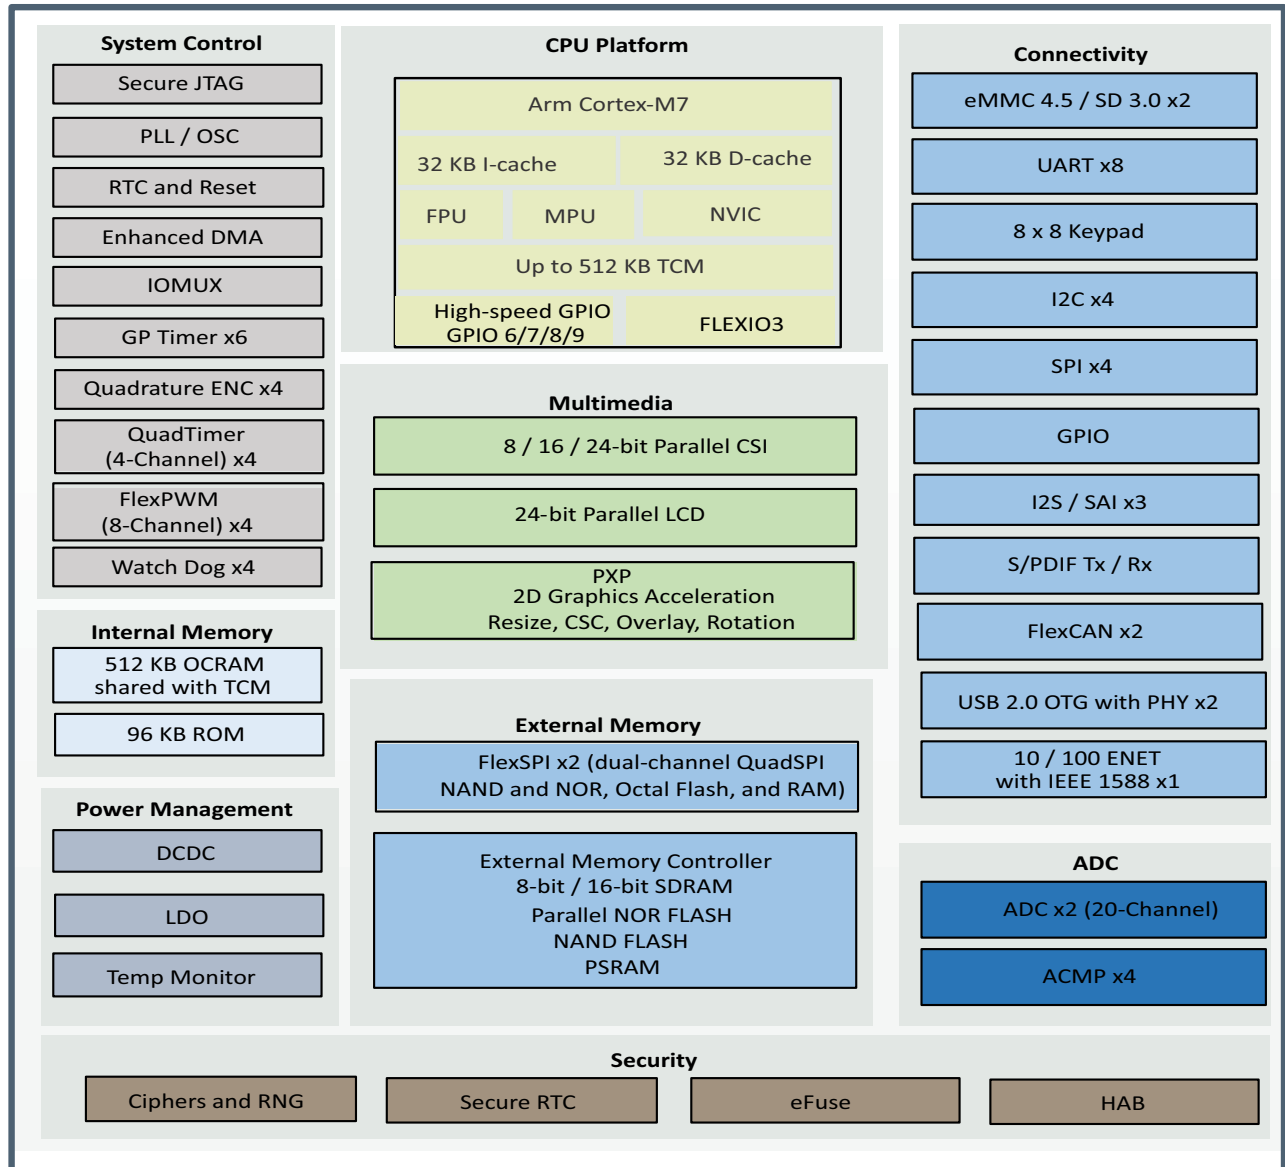 System Control
Secure JTAG
PLL / OSC
RTC and Reset
Enhanced DMA
IOMUX
GP Timer x6
Quadrature ENC x4
QuadTimer
(4-Channel) x4
FlexPWM
(8-Channel) x4
Watch Dog x4
Internal Memory
512 KB OCRAM
shared with TCM
96 KB ROM
Power Management
DCDC
LDO
Temp Monitor
CPU Platform
Arm Cortex-M7
32 KB I-cache
32 KB D-cache
FPU
MPU
NVIC
Up to 512 KB TCM
High-speed GPIO
GPIO 6/7/8/9
FLEXIO3
Multimedia
8 / 16 / 24-bit Parallel CSI
24-bit Parallel LCD
PXP
2D Graphics Acceleration
Resize, CSC, Overlay, Rotation
External Memory
FlexSPI x2 (dual-channel QuadSPI
NAND and NOR, Octal Flash, and RAM)
External Memory Controller
8-bit / 16-bit SDRAM
Parallel NOR FLASH
NAND FLASH
PSRAM
Connectivity
eMMC 4.5 / SD 3.0 x2
UART x8
8 x 8 Keypad
I2C x4
SPI x4
GPIO
I2S / SAI x3
S/PDIF Tx / Rx
FlexCAN x2
USB 2.0 OTG with PHY x2
10 / 100 ENET
with IEEE 1588 x1
ADC
ADC x2 (20-Channel)
ACMP x4
Security
Ciphers and RNG
Secure RTC
eFuse
HAB